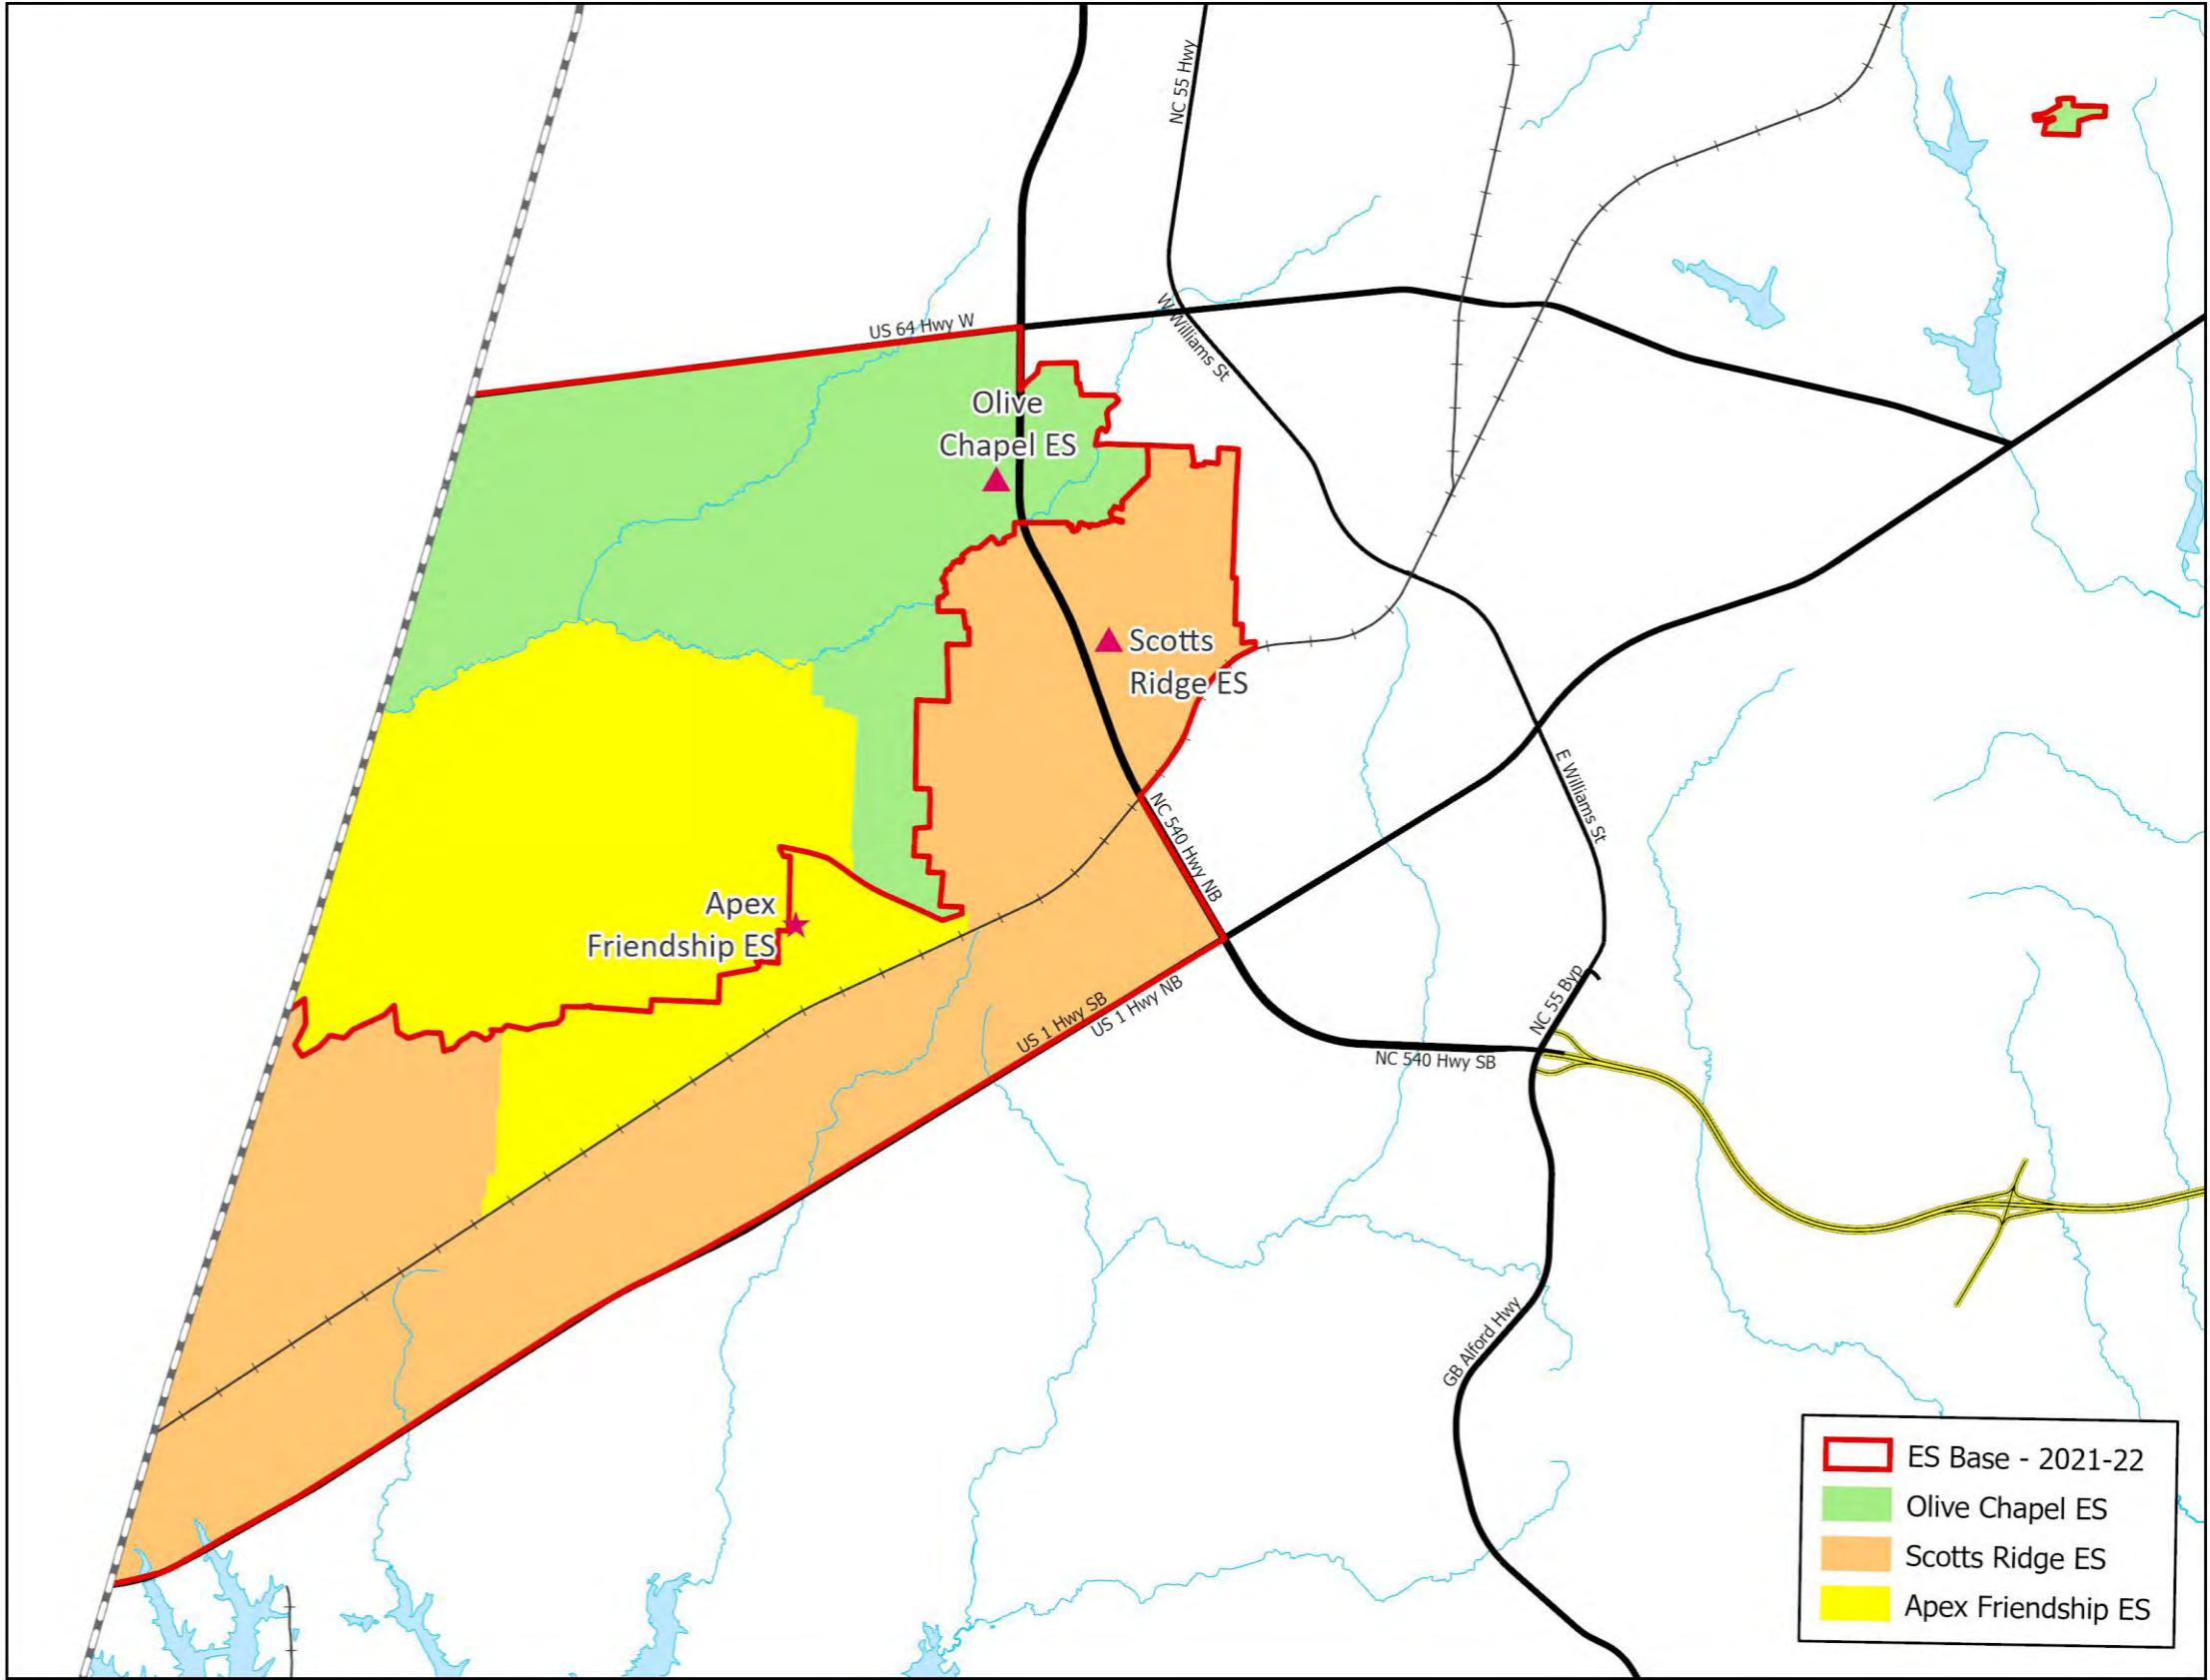 NC 55 Hwy
US 64 Hwy W
W Williams St
Olive
Chapel ES
Scotts
Ridge ES
E Williams St
NC 540 Hwy NB
Apex
Friendship ES
US 1 Hwy SB
US 1 Hwy NB
NC 55 Byp
NC 540 Hwy SB
GB Alford Hwy
ES Base - 2021-22
Olive Chapel ES
Scotts Ridge ES
Apex Friendship ES